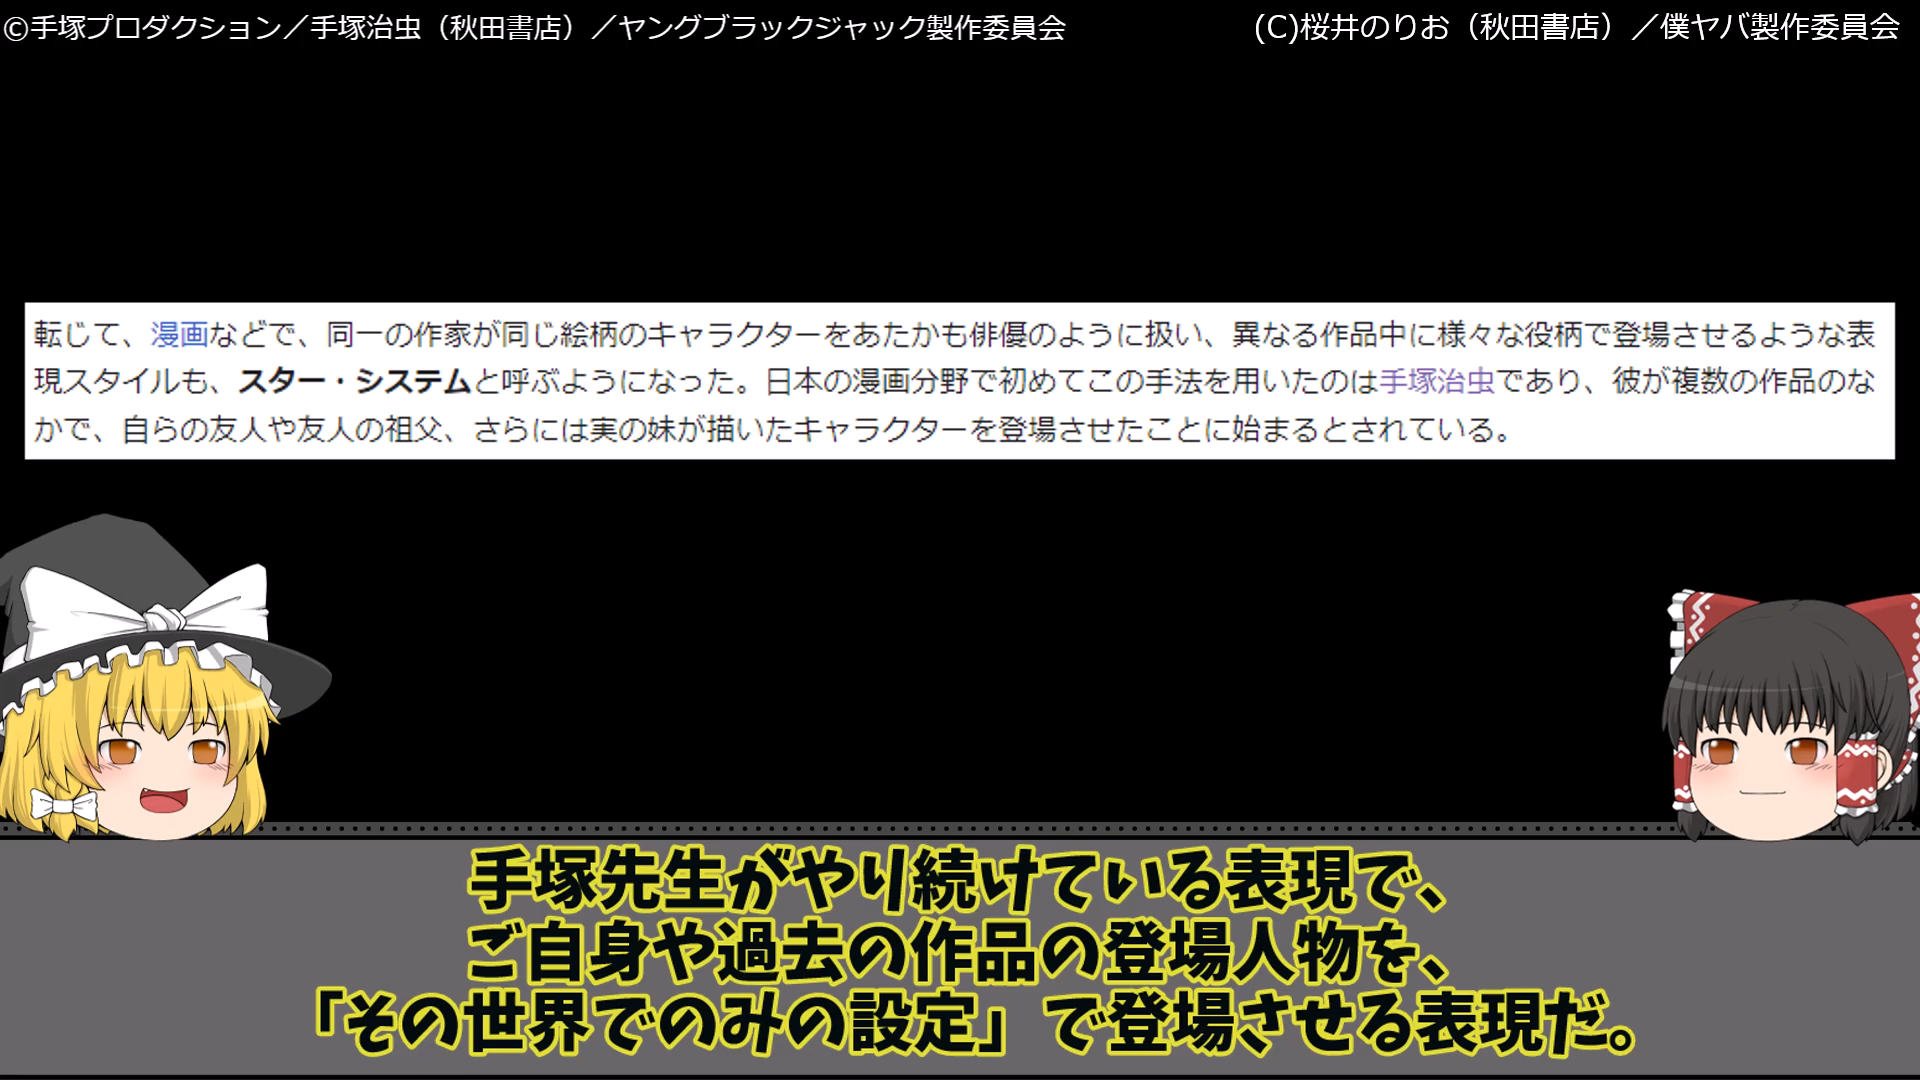 ©手塚プロダクション／手塚治虫（秋田書店）／ヤングブラックジャック製作委員会
(C)桜井のりお（秋田書店）／僕ヤバ製作委員会
転じて、漫画などで、同一の作家が同じ絵柄のキャラクターをあたかも俳優のように扱い、異なる作品中に様々な役柄で登場させるような表
現スタイルも、スター・システムと呼ぶようになった。日本の漫画分野で初めてこの手法を用いたのは手塚治虫であり、彼が複数の作品のな
かで、自らの友人や友人の祖父、さらには実の妹が描いたキャラクターを登場させたことに始まるとされている。
手塚先生がやり続けている表現で、
ご自身や過去の作品の登場人物を、
「その世界でのみの設定」で登場させる表現だ。